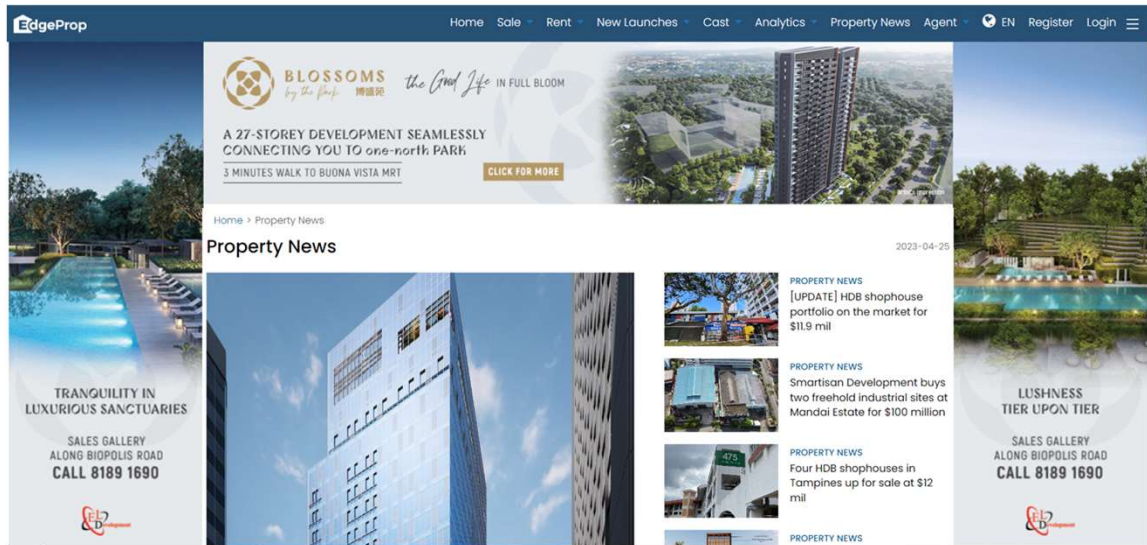 EdgeProp
Home Sale Rent New Launches Cast Analytics Property News Agent EN Register Login
BLOSSOMS
by the Park 博盛苑
the Good Life IN FULL BLOOM
A 27-STOREY DEVELOPMENT SEAMLESSLY
CONNECTING YOU TO one-north PARK
3 MINUTES WALK TO BUONA VISTA MRT
CLICK FOR MORE
Artist's Impression
Home > Property News
Property News
2023-04-25
PROPERTY NEWS
[UPDATE] HDB shophouse
portfolio on the market for
$11.9 mil
PROPERTY NEWS
Smartisan Development buys
two freehold industrial sites at
Mandai Estate for $100 million
475
PROPERTY NEWS
Four HDB shophouses in
Tampines up for sale at $12
mil
PROPERTY NEWS
TRANQUILITY IN
LUXURIOUS SANCTUARIES
SALES GALLERY
ALONG BIOPOLIS ROAD
CALL 8189 1690
EL
Development
LUSHNESS
TIER UPON TIER
SALES GALLERY
ALONG BIOPOLIS ROAD
CALL 8189 1690
EL
Development